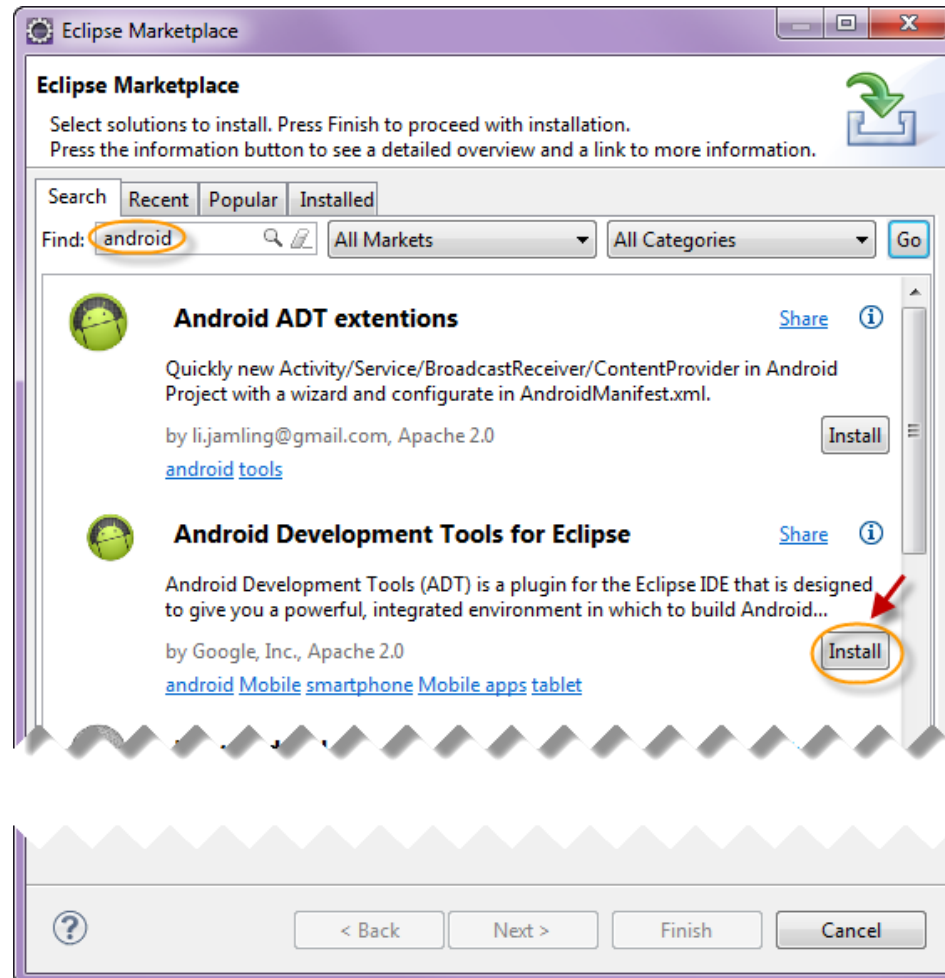 Eclipse Marketplace
Eclipse Marketplace
Select solutions to install. Press Finish to proceed with installation.
Press the information button to see a detailed overview and a link to more information.
Search Recent Popular Installed
Find: android All Markets All Categories Go
Android ADT extentions Share
Quickly new Activity/Service/BroadcastReceiver/ContentProvider in Android
Project with a wizard and configurate in AndroidManifest.xml.
by li.jamling@gmail.com, Apache 2.0 Install
android tools
Android Development Tools for Eclipse Share
Android Development Tools (ADT) is a plugin for the Eclipse IDE that is designed
to give you a powerful, integrated environment in which to build Android...
by Google, Inc., Apache 2.0 Install
android Mobile smartphone Mobile apps tablet
< Back Next > Finish Cancel